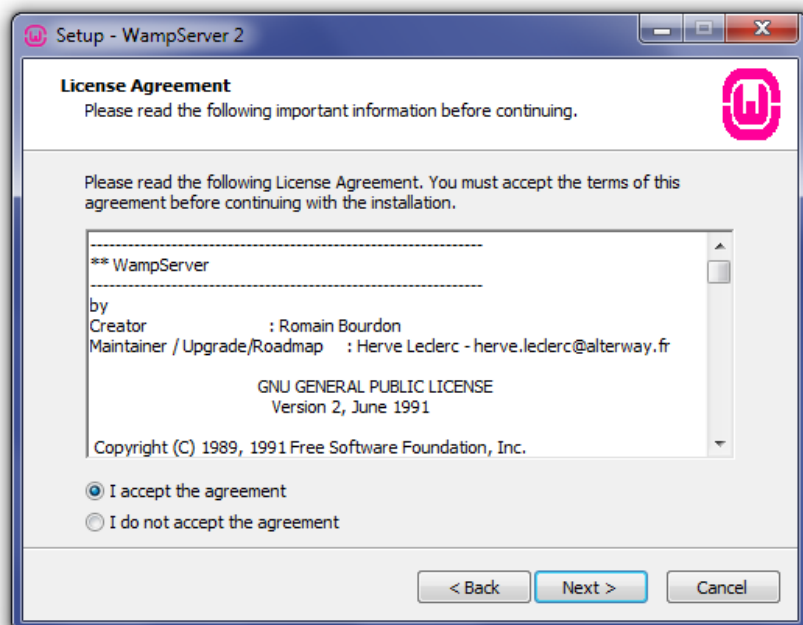 Setup - WampServer 2
License Agreement
Please read the following important information before continuing.
Please read the following License Agreement. You must accept the terms of this
agreement before continuing with the installation.
---------------------------------------------------------------
** WampServer
---------------------------------------------------------------
by
Creator : Romain Bourdon
Maintainer / Upgrade/Roadmap : Herve Leclerc - herve.leclerc@alterway.fr
GNU GENERAL PUBLIC LICENSE
Version 2, June 1991
Copyright (C) 1989, 1991 Free Software Foundation, Inc.
I accept the agreement
I do not accept the agreement
< Back Next > Cancel